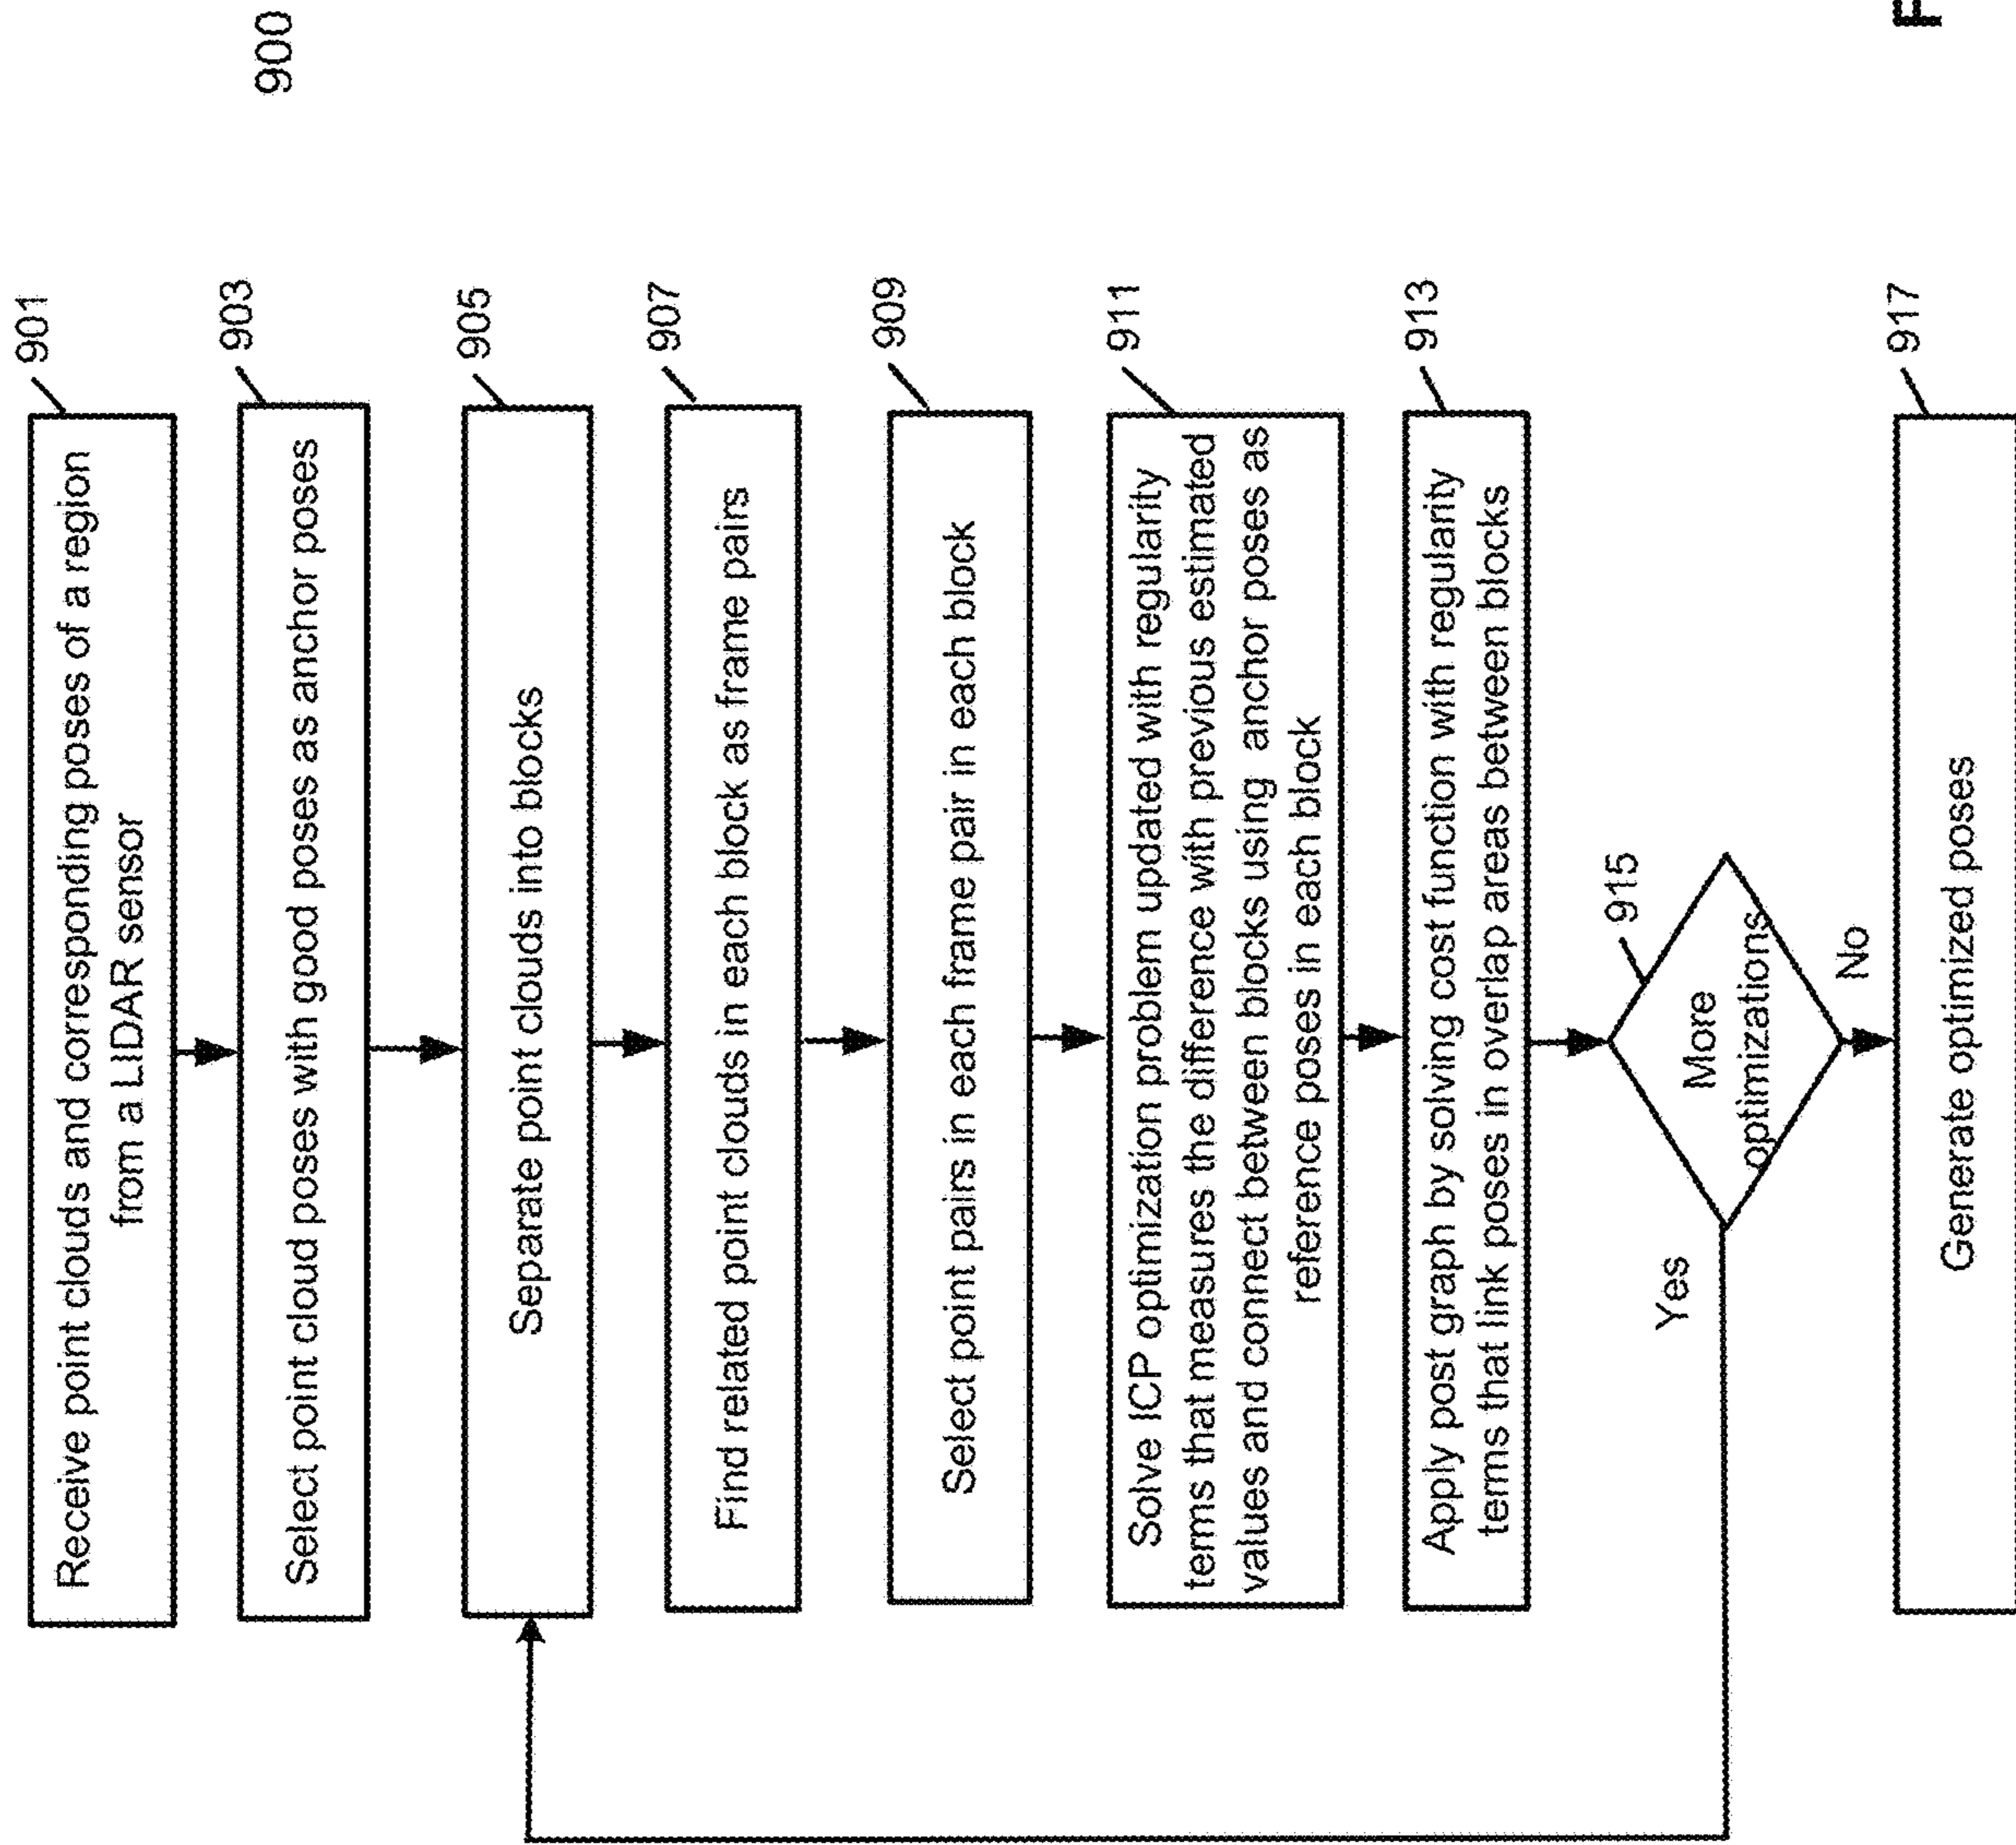 900
901
Receive point clouds and corresponding poses of a region
from a LIDAR sensor
903
Select point cloud poses with good poses as anchor poses
905
Separate point clouds into blocks
907
Find related point clouds in each block as frame pairs
909
Select point pairs in each frame pair in each block
911
Solve ICP optimization problem updated with regularity
terms that measures the difference with previous estimated
values and connect between blocks using anchor poses as
reference poses in each block
913
Apply post graph by solving cost function with regularity
terms that link poses in overlap areas between blocks
915
More
optimizations
Yes
No
917
Generate optimized poses